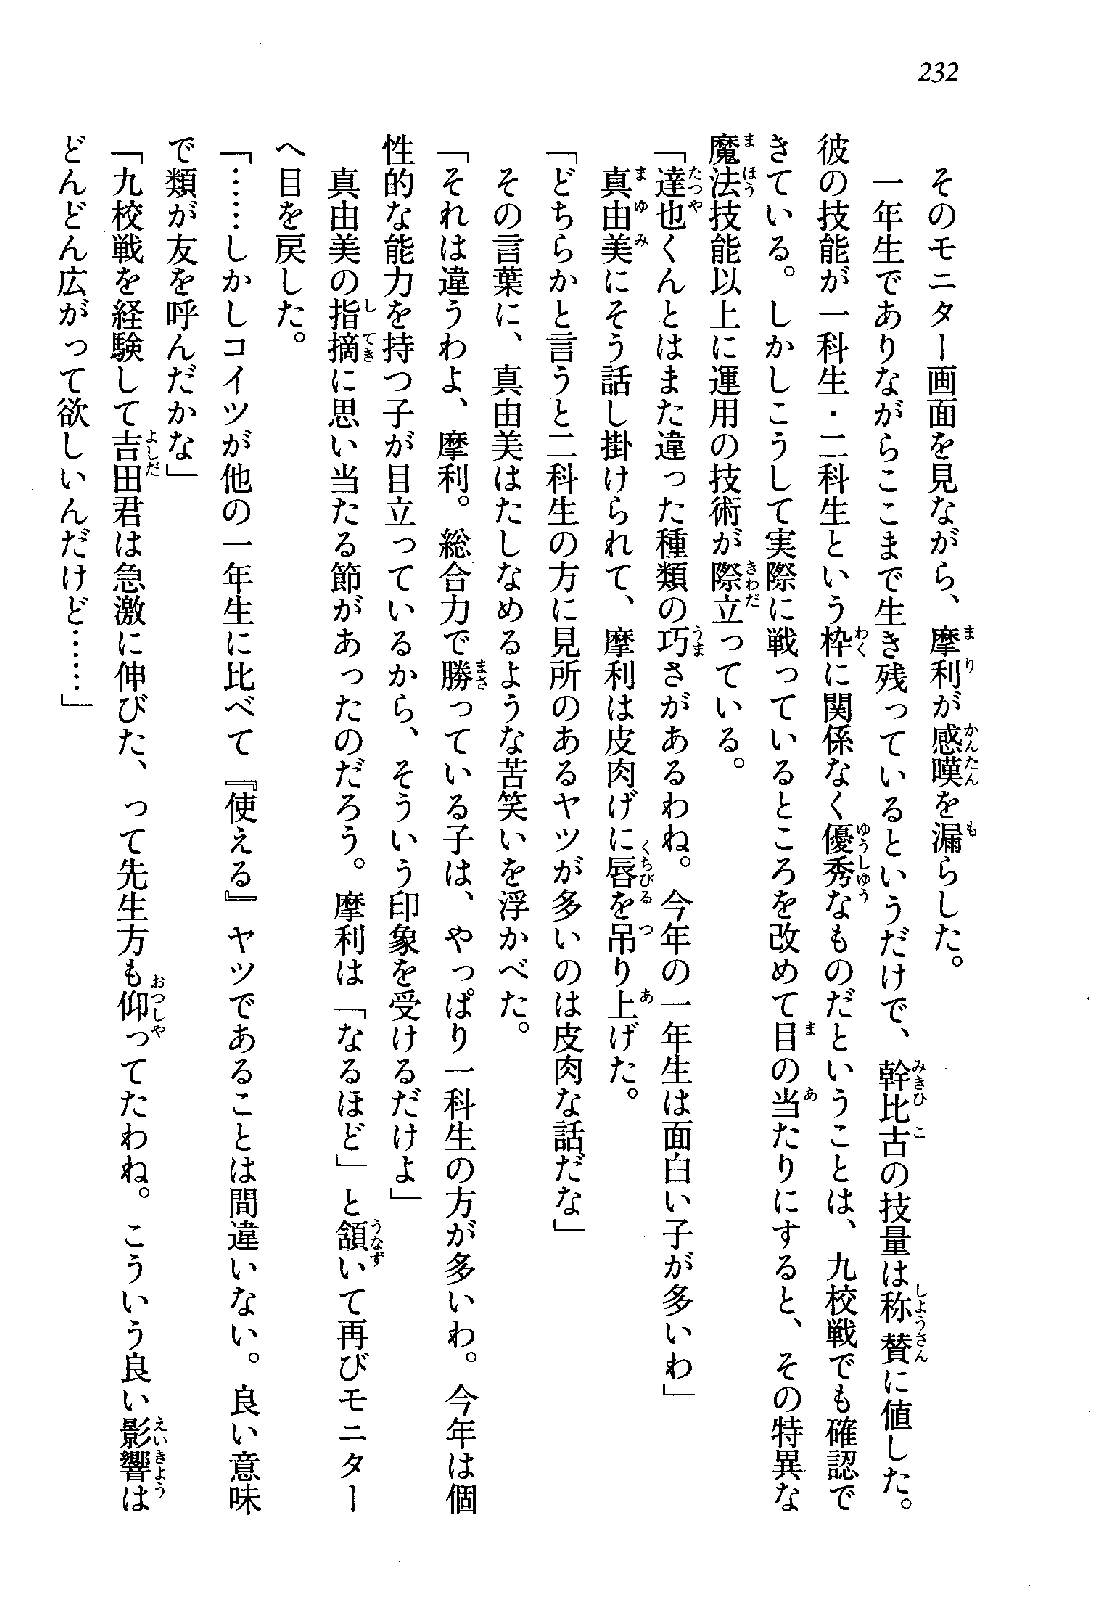 232
そのモニター画面を見ながら、摩利が感嘆を漏らした。
一年生でありながらここまで生き残っているというだけで、幹比古の技量は称賛に値した。
彼の技能が一科生・二科生という枠に関係なく優秀なものだということは、九校戦でも確認で
きている。しかしこうして実際に戦っているところを改めて目の当たりにすると、その特異な
魔法技能以上に運用の技術が際立っている。
「達也くんとはまた違った種類の巧さがあるわね。今年の一年生は面白い子が多いわ」
真由美にそう話し掛けられて、摩利は皮肉げに唇を吊り上げた。
「どちらかと言うと二科生の方に見所のあるヤツが多いのは皮肉な話だな」
その言葉に、真由美はたしなめるような苦笑いを浮かべた。
「それは違うわよ、摩利。総合力で勝っている子は、やっぱり一科生の方が多いわ。今年は個
性的な能力を持つ子が目立っているから、そういう印象を受けるだけよ」
真由美の指摘に思い当たる節があったのだろう。摩利は「なるほど」と頷いて再びモニター
へ目を戻した。
「……しかしコイツが他の一年生に比べて『使える』ヤツであることは間違いない。良い意味
で類が友を呼んだかな」
「九校戦を経験して吉田君は急激に伸びた、って先生方も仰ってたわね。こういう良い影響は
どんどん広がって欲しいんだけど……」